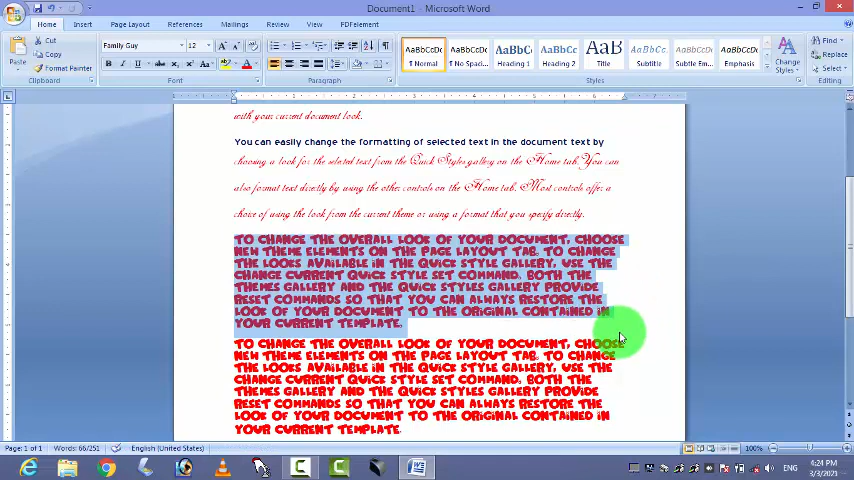 Document1 - Microsoft Word
Home Insert Page Layout References Mailings Review View PDFelement
Cut
Copy
Format Painter
Paste
Clipboard
Family Guy 12
Font
Paragraph
AaBbCcDc AaBbCcDc AaBbCc AaBbCc AaB AaBbCc. AaBbCcDc AaBbCcDc
¶ Normal ¶ No Spaci... Heading 1 Heading 2 Title Subtitle Subtle Em... Emphasis
Styles
Change Styles
Find
Replace
Select
Editing
with your current document look.
You can easily change the formatting of selected text in the document text by
choosing a look for the selected text from the Quick Styles gallery on the Home tab. You can
also format text directly by using the other controls on the Home tab. Most controls offer a
choice of using the look from the current theme or using a format that you specify directly.
TO CHANGE THE OVERALL LOOK OF YOUR DOCUMENT, CHOOSE
NEW THEME ELEMENTS ON THE PAGE LAYOUT TAB. TO CHANGE
THE LOOKS AVAILABLE IN THE QUICK STYLE GALLERY, USE THE
CHANGE CURRENT QUICK STYLE SET COMMAND. BOTH THE
THEMES GALLERY AND THE QUICK STYLES GALLERY PROVIDE
RESET COMMANDS SO THAT YOU CAN ALWAYS RESTORE THE
LOOK OF YOUR DOCUMENT TO THE ORIGINAL CONTAINED IN
YOUR CURRENT TEMPLATE.
TO CHANGE THE OVERALL LOOK OF YOUR DOCUMENT, CHOOSE
NEW THEME ELEMENTS ON THE PAGE LAYOUT TAB. TO CHANGE
THE LOOKS AVAILABLE IN THE QUICK STYLE GALLERY, USE THE
CHANGE CURRENT QUICK STYLE SET COMMAND. BOTH THE
THEMES GALLERY AND THE QUICK STYLES GALLERY PROVIDE
RESET COMMANDS SO THAT YOU CAN ALWAYS RESTORE THE
LOOK OF YOUR DOCUMENT TO THE ORIGINAL CONTAINED IN
YOUR CURRENT TEMPLATE.
Page: 1 of 1 Words: 66/251 English (United States) 100%
ENG
4:24 PM
3/3/2021